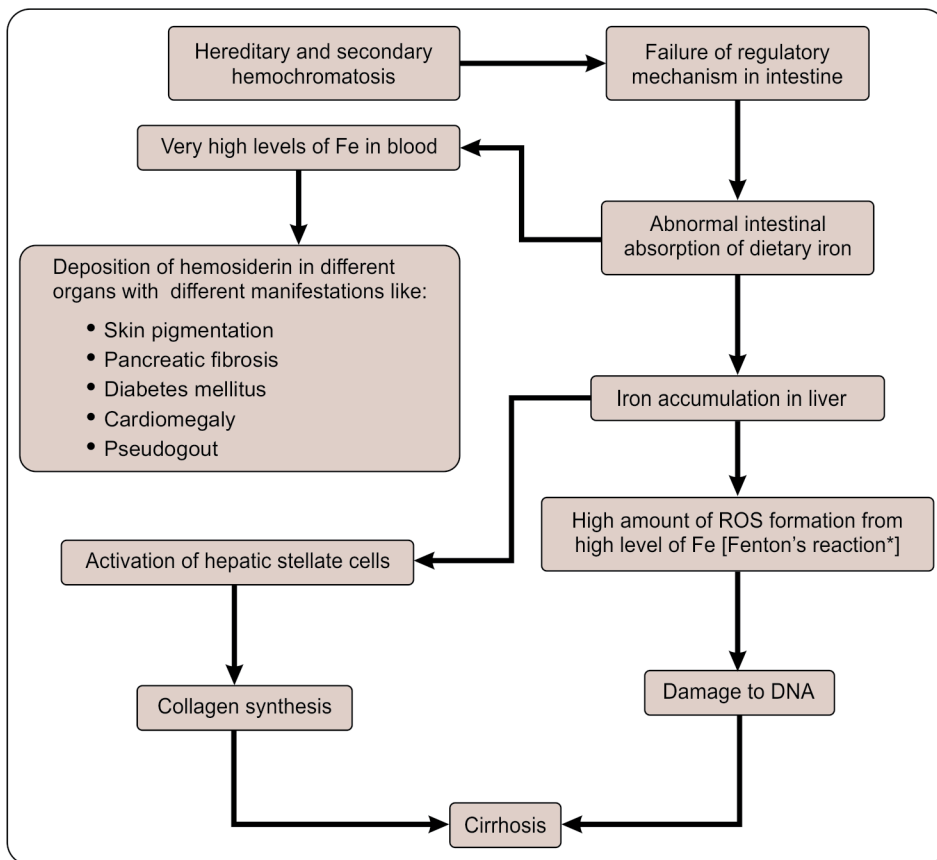 Hereditary and secondary
hemochromatosis
Failure of regulatory
mechanism in intestine
Very high levels of Fe in blood
Abnormal intestinal
absorption of dietary iron
Deposition of hemosiderin in different
organs with different manifestations like:
• Skin pigmentation
• Pancreatic fibrosis
• Diabetes mellitus
• Cardiomegaly
• Pseudogout
Iron accumulation in liver
High amount of ROS formation from
high level of Fe [Fenton's reaction*]
Activation of hepatic stellate cells
Collagen synthesis
Damage to DNA
Cirrhosis